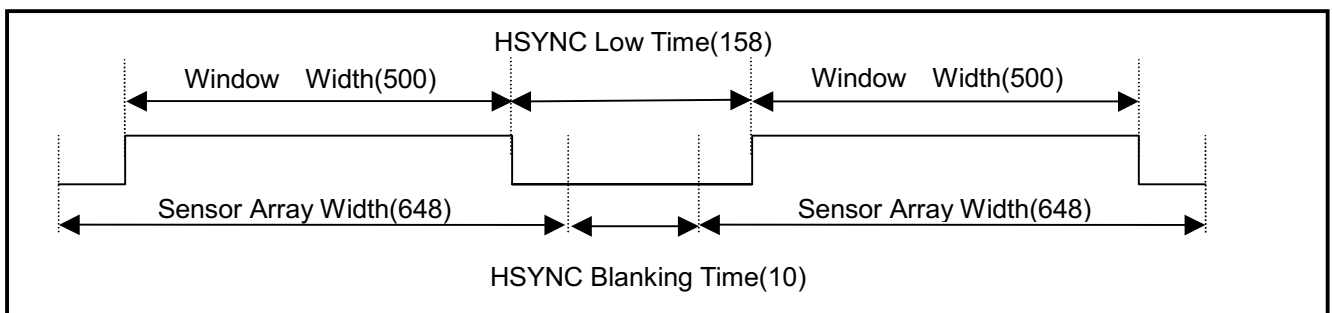 HSYNC Low Time(158)
Window Width(500)
Window Width(500)
Sensor Array Width(648)
Sensor Array Width(648)
HSYNC Blanking Time(10)